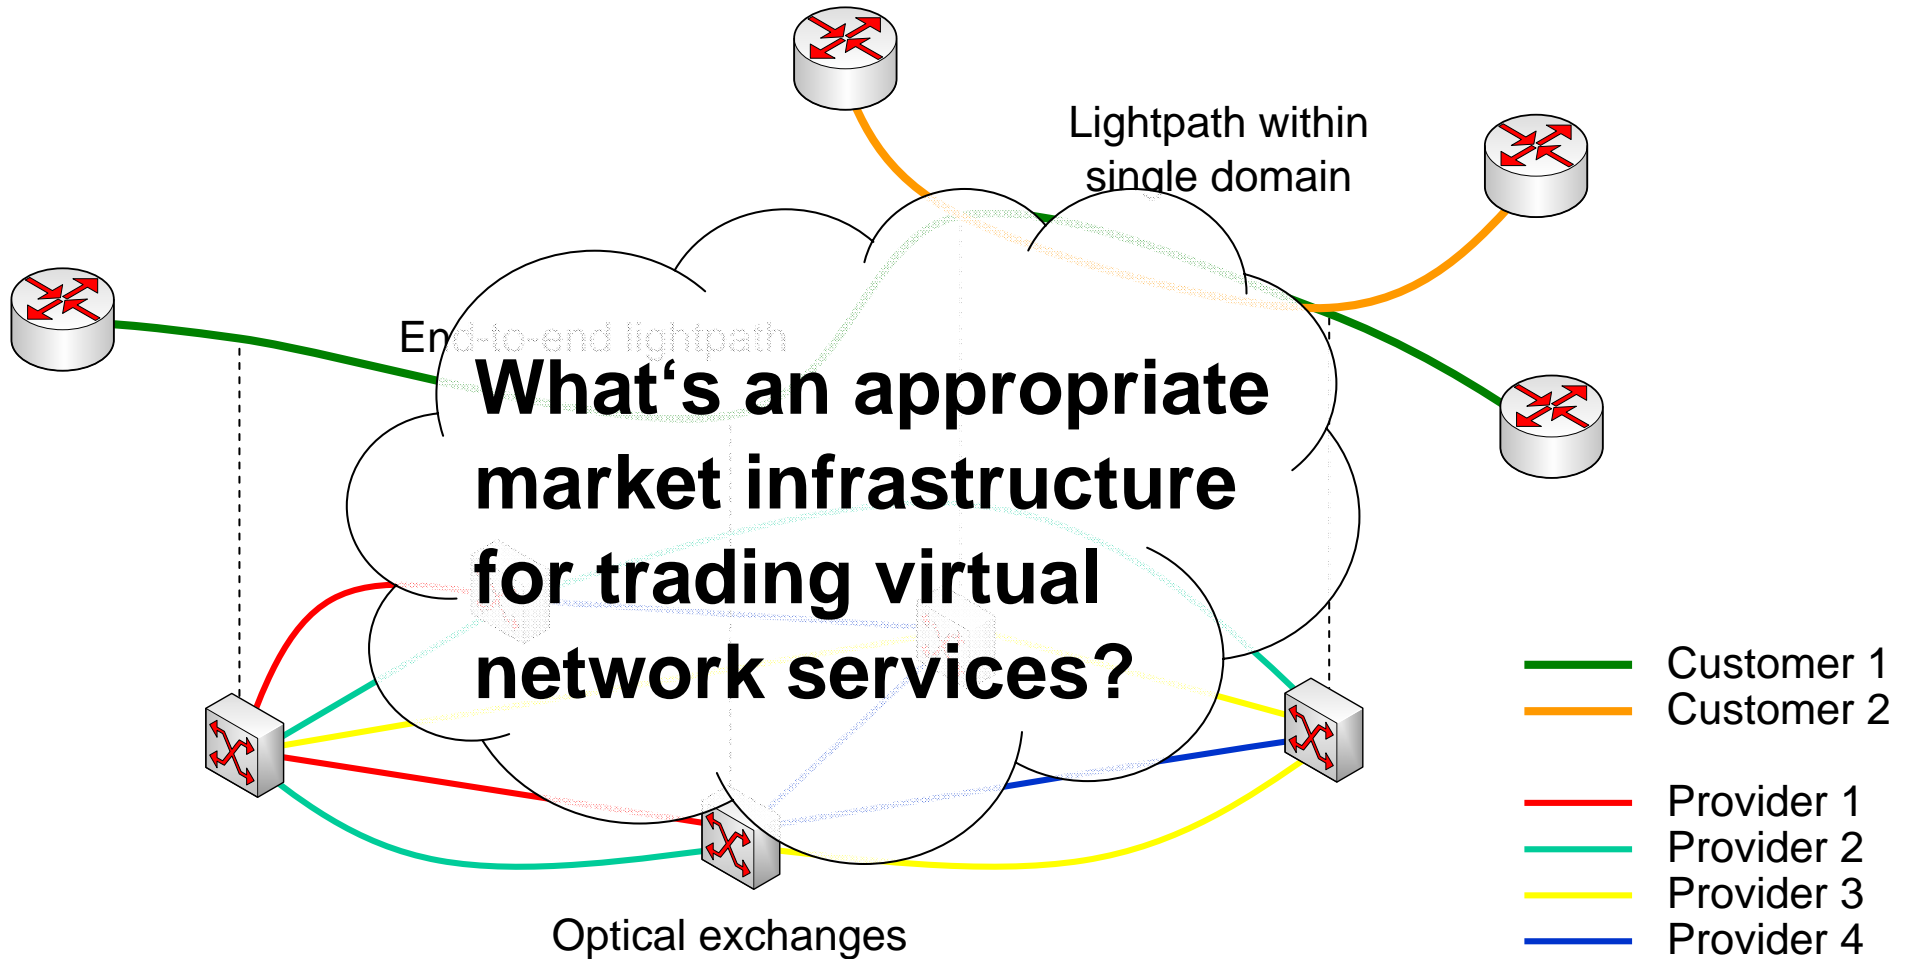 Lightpath within
single domain
End-to-end lightpath
What‘s an appropriate
market infrastructure
for trading virtual
network services?
Customer 1
Customer 2
Provider 1
Provider 2
Provider 3
Provider 4
Optical exchanges